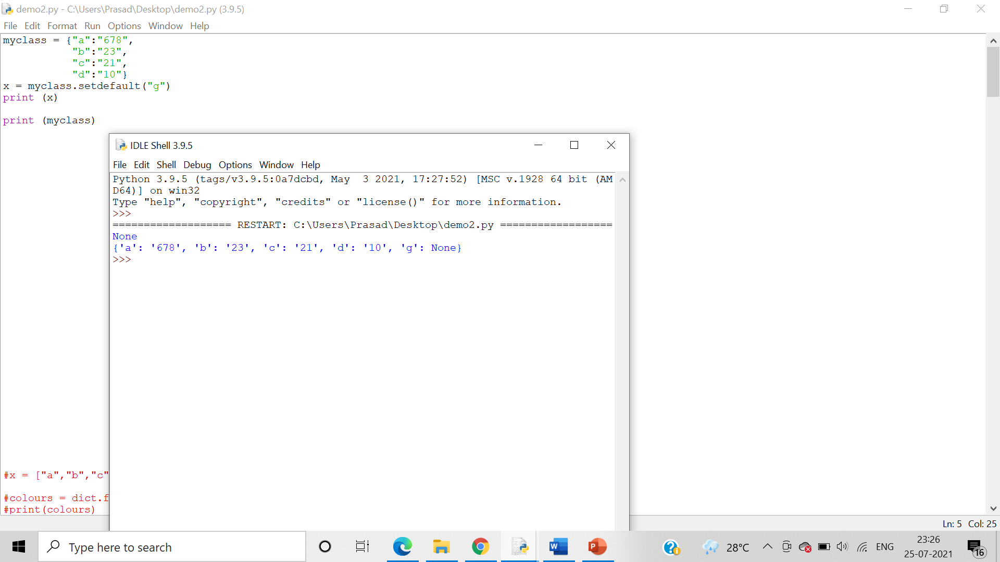 demo2.py - C:\Users\Prasad\Desktop\demo2.py (3.9.5)
File Edit Format Run Options Window Help
myclass = {"a":"678",
"b":"23",
"c":"21",
"d":"10"}
x = myclass.setdefault("g")
print (x)
print (myclass)
IDLE Shell 3.9.5
File Edit Shell Debug Options Window Help
Python 3.9.5 (tags/v3.9.5:0a7dcbd, May  3 2021, 17:27:52) [MSC v.1928 64 bit (AM
D64)] on win32
Type "help", "copyright", "credits" or "license()" for more information.
>>>
=================== RESTART: C:\Users\Prasad\Desktop\demo2.py ==================
None
{'a': '678', 'b': '23', 'c': '21', 'd': '10', 'g': None}
>>>
#x = ["a","b","c"
#colours = dict.f
#print(colours)
Ln: 5 Col: 25
Type here to search
28°C
ENG
23:26
25-07-2021
16